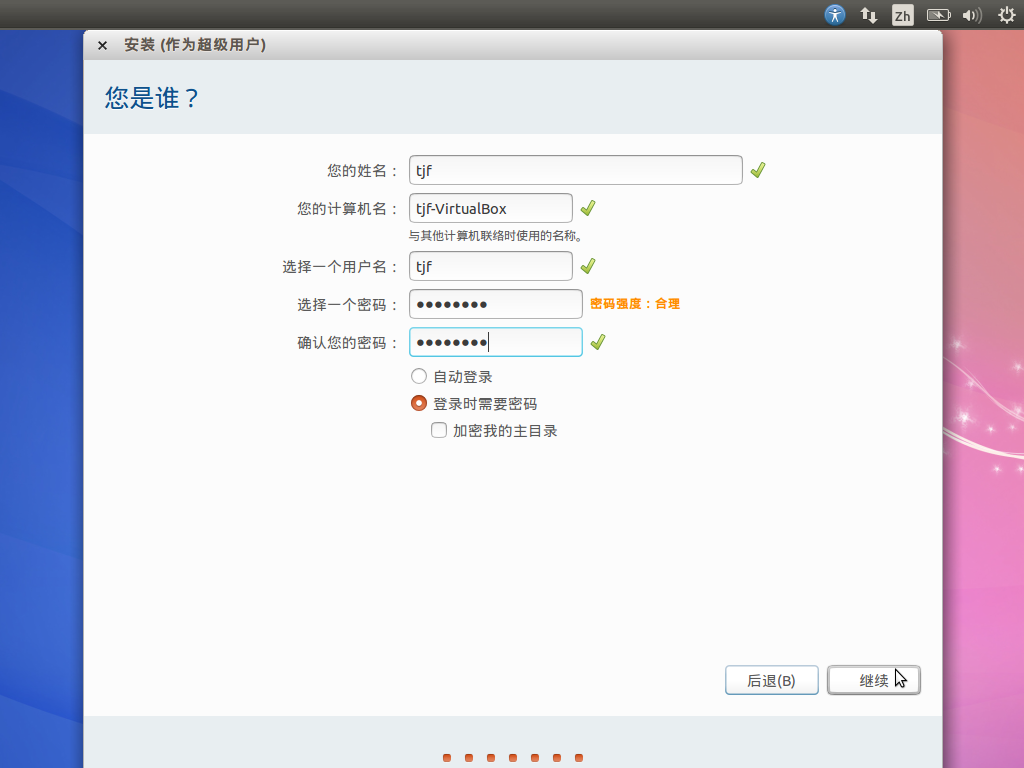 Zh
安装 (作为超级用户)
您是谁？
您的姓名： tjf
您的计算机名： tjf-VirtualBox
与其他计算机联络时使用的名称。
选择一个用户名： tjf
选择一个密码： ●●●●●●●● 密码强度：合理
确认您的密码： ●●●●●●●●
自动登录
登录时需要密码
加密我的主目录
后退(B) 继续